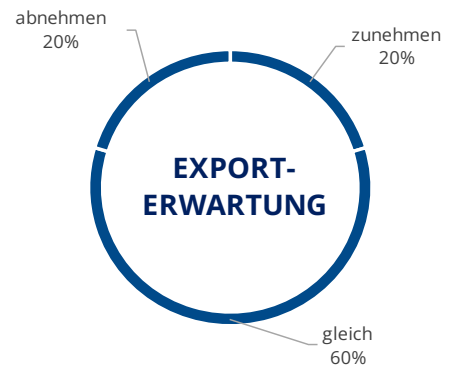 abnehmen
20%
zunehmen
20%
EXPORT-
ERWARTUNG
gleich
60%